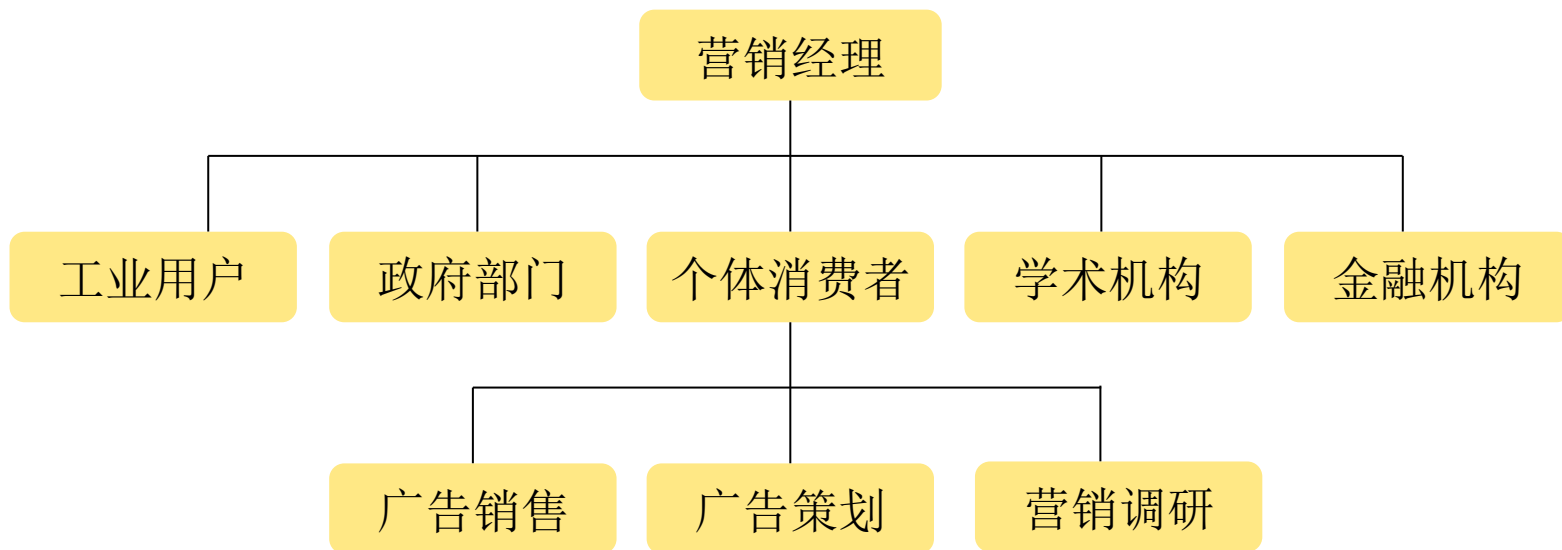 营销经理
工业用户
政府部门
个体消费者
学术机构
金融机构
广告销售
广告策划
营销调研